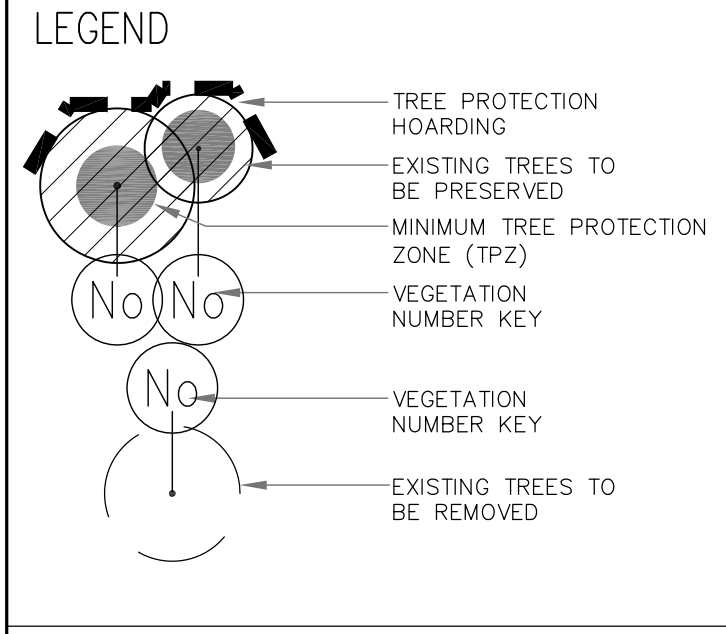 LEGEND
TREE PROTECTION
HOARDING
EXISTING TREES TO
BE PRESERVED
MINIMUM TREE PROTECTION
ZONE (TPZ)
No No
VEGETATION
NUMBER KEY
No
VEGETATION
NUMBER KEY
EXISTING TREES TO
BE REMOVED